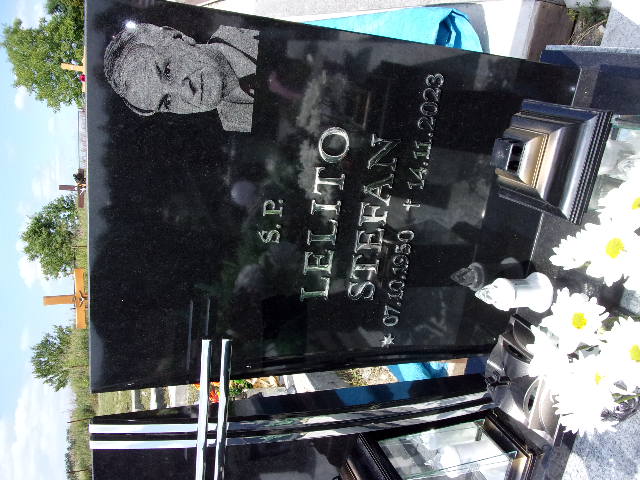 Ś.P.
LELITO
STEFAN
* 07.10.1950 † 14.11.2023